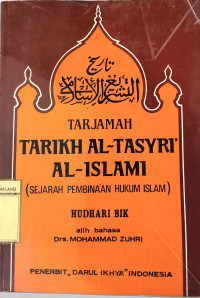 تاريخ
التشريع الإسلامي
TARJAMAH
TARIKH AL-TASYRI'
AL-ISLAMI
(SEJARAH PEMBINAAN HUKUM ISLAM)
HUDHARI BIK
alih bahasa
Drs. MOHAMMAD ZUHRI
PENERBIT „DARUL IKHYA" INDONESIA
MALANG